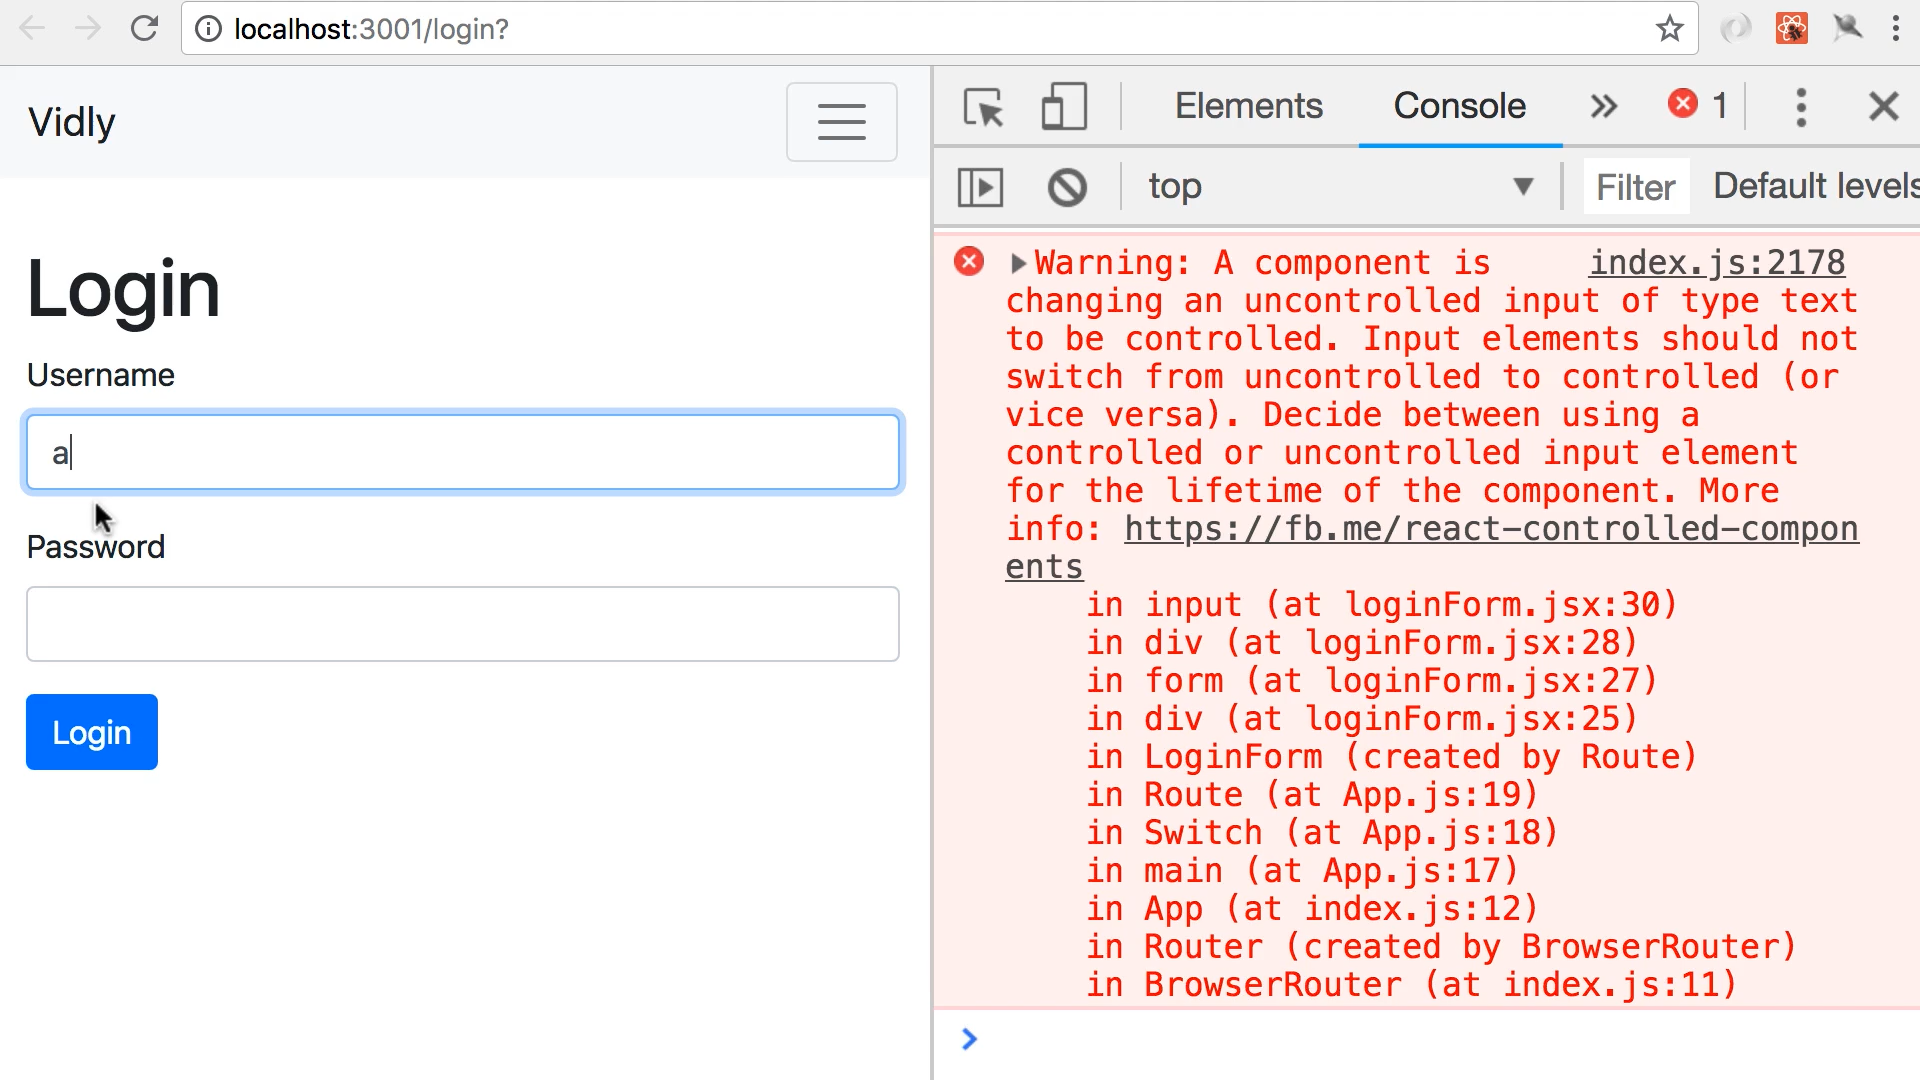 localhost:3001/login?
Vidly
Login
Username
a
Password
Login
Elements Console » 1
top Filter Default levels
Warning: A component is index.js:2178
changing an uncontrolled input of type text
to be controlled. Input elements should not
switch from uncontrolled to controlled (or
vice versa). Decide between using a
controlled or uncontrolled input element
for the lifetime of the component. More
info: https://fb.me/react-controlled-compon
ents
in input (at loginForm.jsx:30)
in div (at loginForm.jsx:28)
in form (at loginForm.jsx:27)
in div (at loginForm.jsx:25)
in LoginForm (created by Route)
in Route (at App.js:19)
in Switch (at App.js:18)
in main (at App.js:17)
in App (at index.js:12)
in Router (created by BrowserRouter)
in BrowserRouter (at index.js:11)